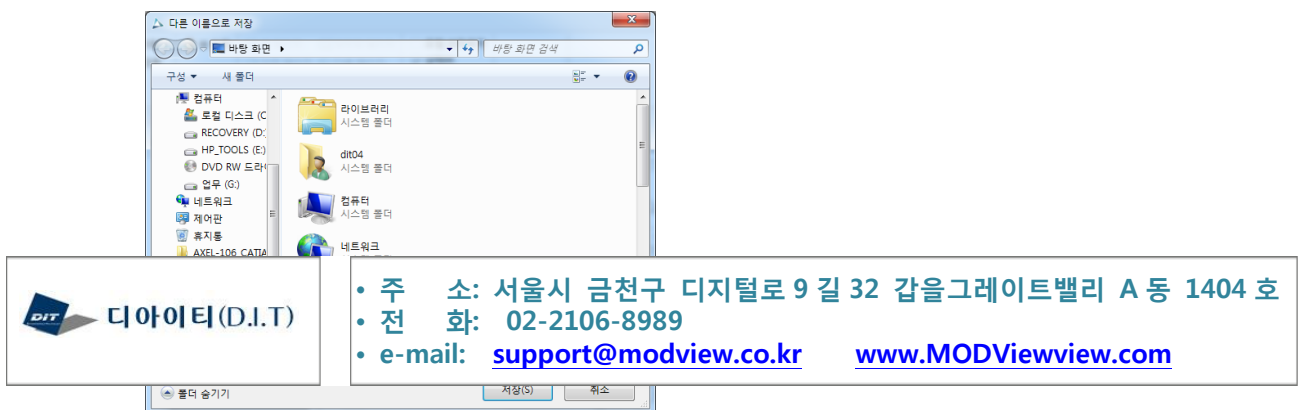 다른 이름으로 저장
바탕 화면
바탕 화면 검색
구성
새 폴더
컴퓨터
로컬 디스크 (C
RECOVERY (D:
HP_TOOLS (E:)
DVD RW 드라이
업무 (G:)
네트워크
제어판
휴지통
AXEL-106 CATIA
라이브러리
시스템 폴더
dit04
시스템 폴더
컴퓨터
시스템 폴더
네트워크
DIT 디아이티(D.I.T)
• 주 소: 서울시 금천구 디지털로 9 길 32 갑을그레이트밸리 A 동 1404 호
• 전 화: 02-2106-8989
• e-mail: support@modview.co.kr www.MODViewview.com
폴더 숨기기
저장(S)
취소